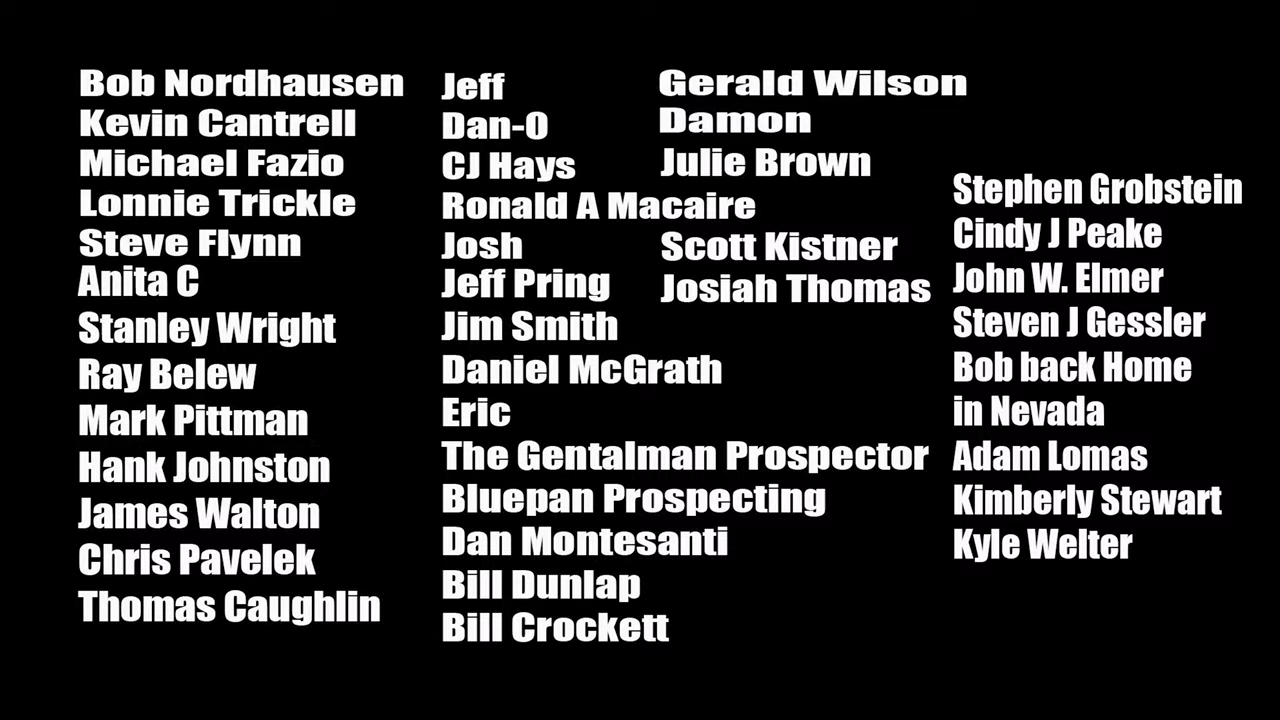 Bob Nordhausen
Kevin Cantrell
Michael Fazio
Lonnie Trickle
Steve Flynn
Anita C
Stanley Wright
Ray Belew
Mark Pittman
Hank Johnston
James Walton
Chris Pavelek
Thomas Caughlin
Jeff
Dan-O
CJ Hays
Ronald A Macaire
Josh
Jeff Pring
Jim Smith
Daniel McGrath
Eric
The Gentalman Prospector
Bluepan Prospecting
Dan Montesanti
Bill Dunlap
Bill Crockett
Gerald Wilson
Damon
Julie Brown
Scott Kistner
Josiah Thomas
Stephen Grobstein
Cindy J Peake
John W. Elmer
Steven J Gessler
Bob back Home
in Nevada
Adam Lomas
Kimberly Stewart
Kyle Welter